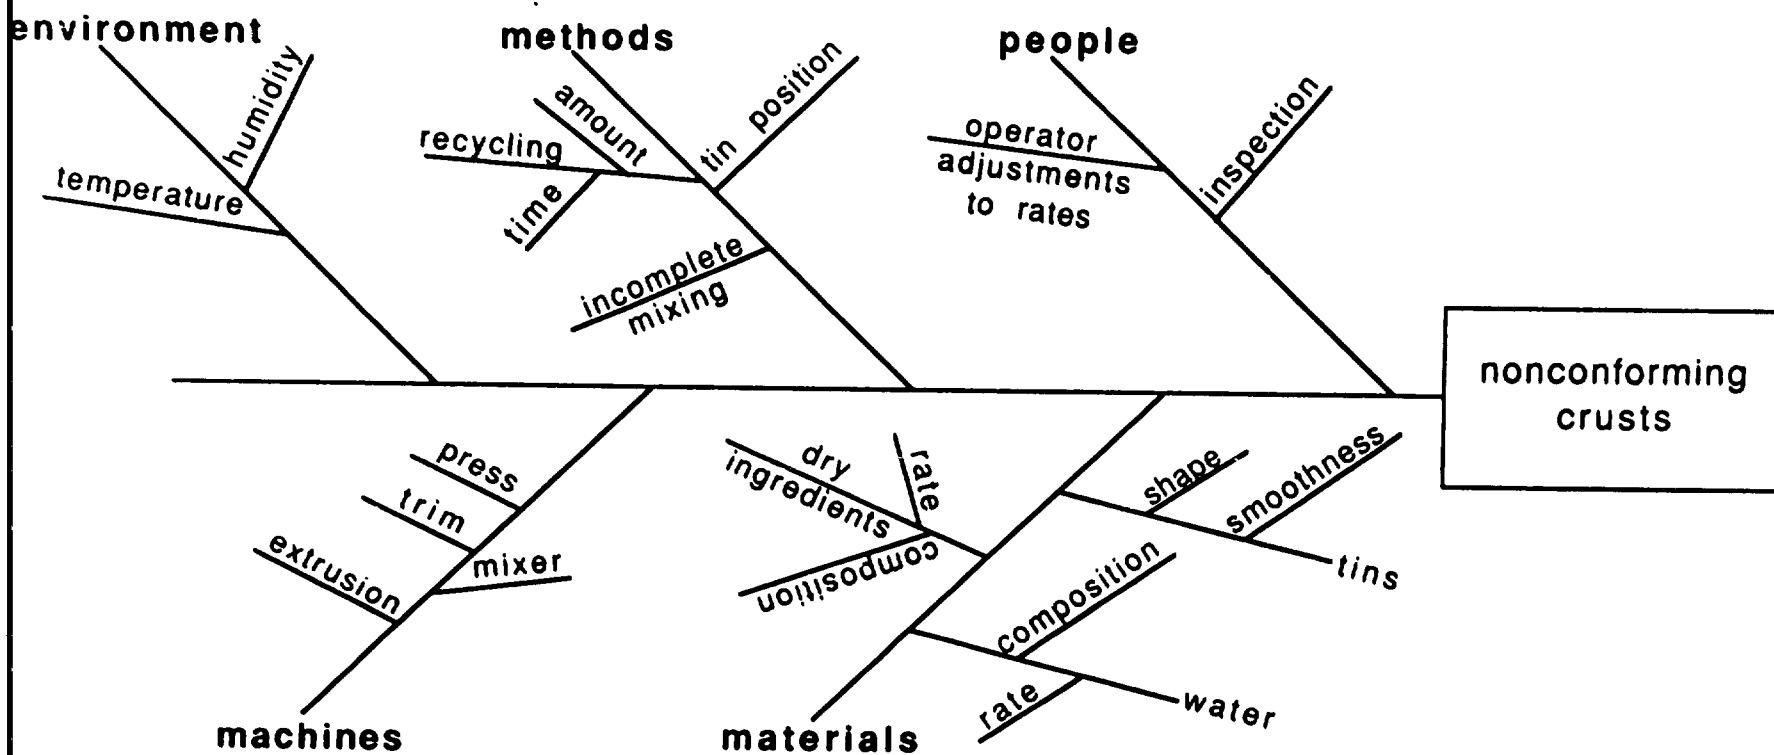 environment
humidity
temperature
methods
amount
recycling
time
tin position
incomplete
mixing
people
operator
adjustments
to rates
inspection
nonconforming
crusts
press
trim
extrusion
mixer
machines
dry
ingredients
rate
composition
shape
smoothness
tins
composition
rate
water
materials